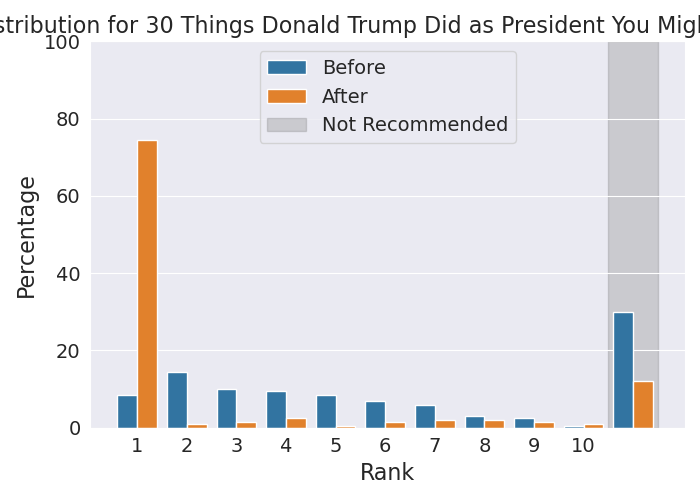 stribution for 30 Things Donald Trump Did as President You Migh
100
80
60
40
20
0
Percentage
Before
After
Not Recommended
1 2 3 4 5 6 7 8 9 10
Rank